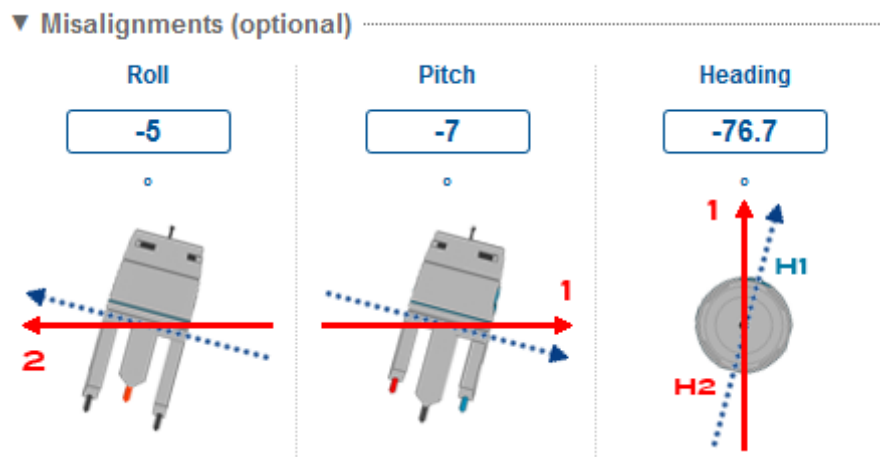 ▼ Misalignments (optional)
Roll Pitch Heading
-5 -7 -76.7
° ° °
1
H1
1
2
H2